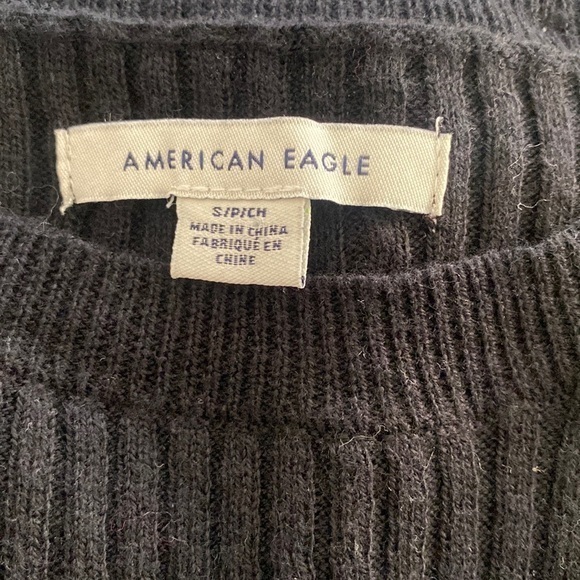 AMERICAN EAGLE
S/P/CH
MADE IN CHINA
FABRIQUÉ EN
CHINE